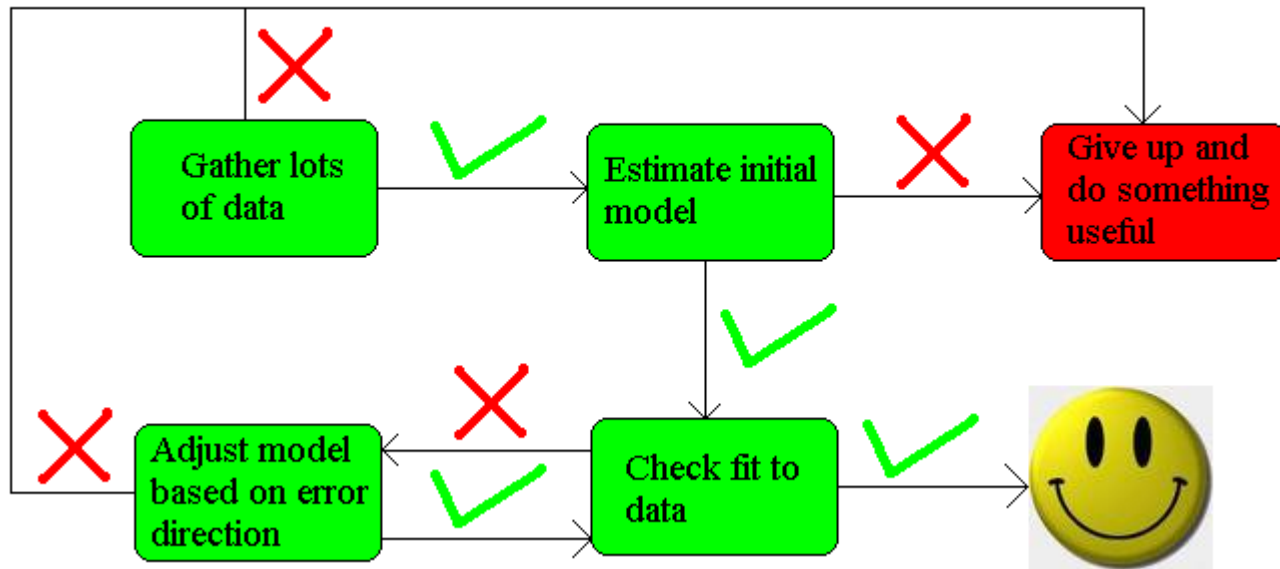 Gather lots
of data
Estimate initial
model
Give up and
do something
useful
Adjust model
based on error
direction
Check fit to
data